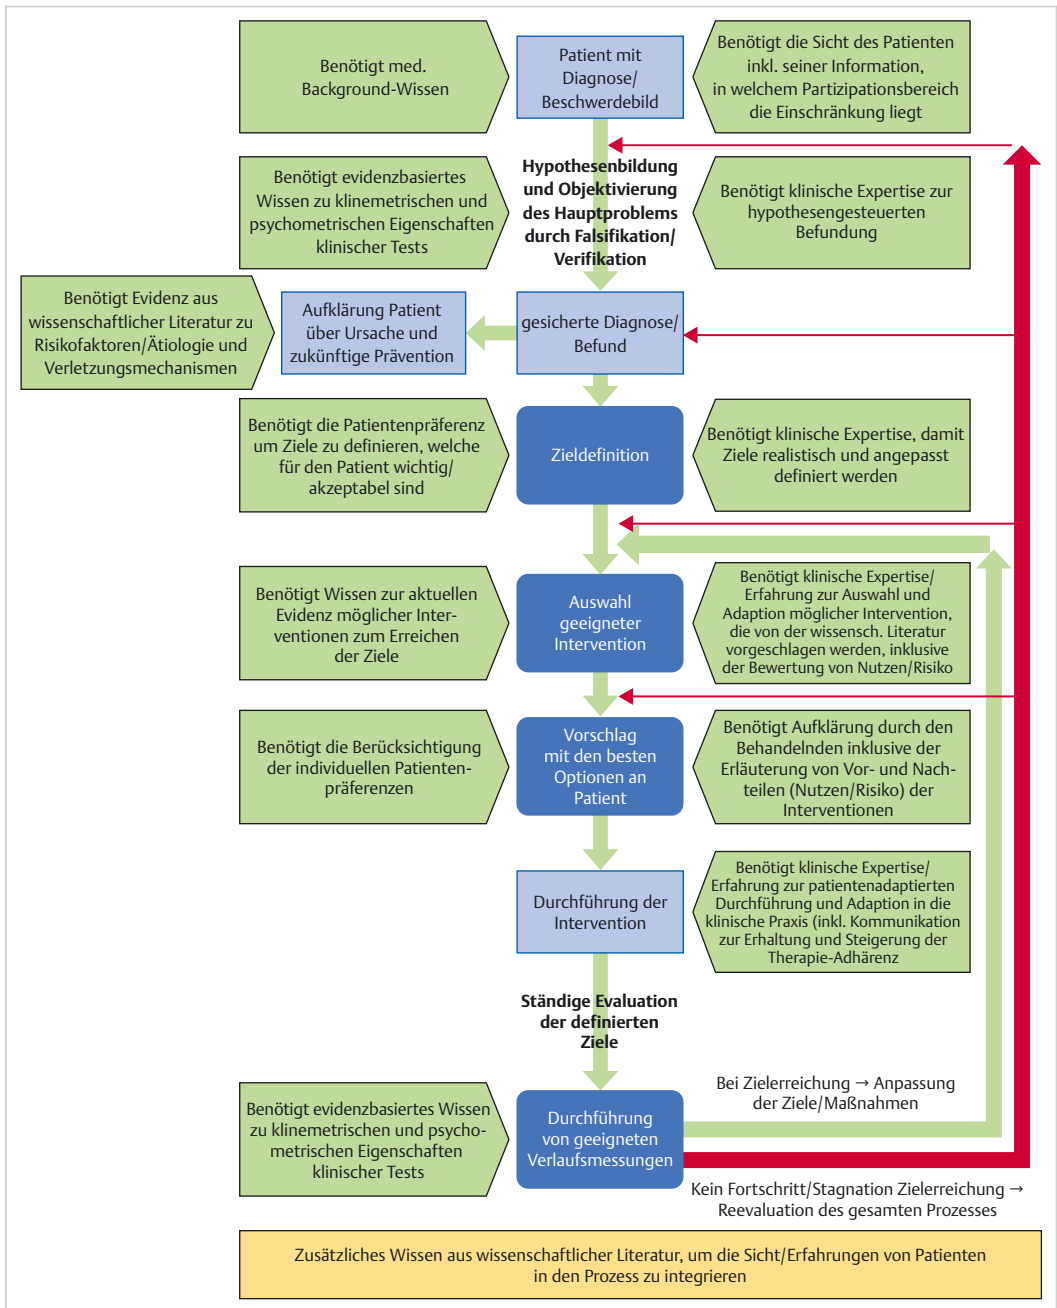 Benötigt med.
Background-Wissen
Patient mit
Diagnose/
Beschwerdebild
Benötigt die Sicht des Patienten
inkl. seiner Information,
in welchem Partizipationsbereich
die Einschränkung liegt
Benötigt evidenzbasiertes
Wissen zu klinemetrischen und
psychometrischen Eigenschaften
klinischer Tests
Hypothesenbildung
und Objektivierung
des Hauptproblems
durch Falsifikation/
Verifikation
Benötigt klinische Expertise zur
hypothesengesteuerten
Befundung
Benötigt Evidenz aus
wissenschaftlicher Literatur zu
Risikofaktoren/Ätiologie und
Verletzungsmechanismen
Aufklärung Patient
über Ursache und
zukünftige Prävention
gesicherte Diagnose/
Befund
Benötigt die Patientenpräferenz
um Ziele zu definieren, welche
für den Patient wichtig/
akzeptabel sind
Zieldefinition
Benötigt klinische Expertise, damit
Ziele realistisch und angepasst
definiert werden
Benötigt Wissen zur aktuellen
Evidenz möglicher Inter-
ventionen zum Erreichen
der Ziele
Auswahl
geeigneter
Intervention
Benötigt klinische Expertise/
Erfahrung zur Auswahl und
Adaption möglicher Intervention,
die von der wissensch. Literatur
vorgeschlagen werden, inklusive
der Bewertung von Nutzen/Risiko
Benötigt die Berücksichtigung
der individuellen Patienten-
präferenzen
Vorschlag
mit den besten
Optionen an
Patient
Benötigt Aufklärung durch den
Behandelnden inklusive der
Erläuterung von Vor- und Nach-
teilen (Nutzen/Risiko) der
Interventionen
Durchführung der
Intervention
Benötigt klinische Expertise/
Erfahrung zur patientenadaptierten
Durchführung und Adaption in die
klinische Praxis (inkl. Kommunikation
zur Erhaltung und Steigerung der
Therapie-Adhärenz
Ständige Evaluation
der definierten
Ziele
Benötigt evidenzbasiertes Wissen
zu klinemetrischen und psycho-
metrischen Eigenschaften
klinischer Tests
Durchführung
von geeigneten
Verlaufsmessungen
Bei Zielerreichung → Anpassung
der Ziele/Maßnahmen
Kein Fortschritt/Stagnation Zielerreichung →
Reevaluation des gesamten Prozesses
Zusätzliches Wissen aus wissenschaftlicher Literatur, um die Sicht/Erfahrungen von Patienten
in den Prozess zu integrieren